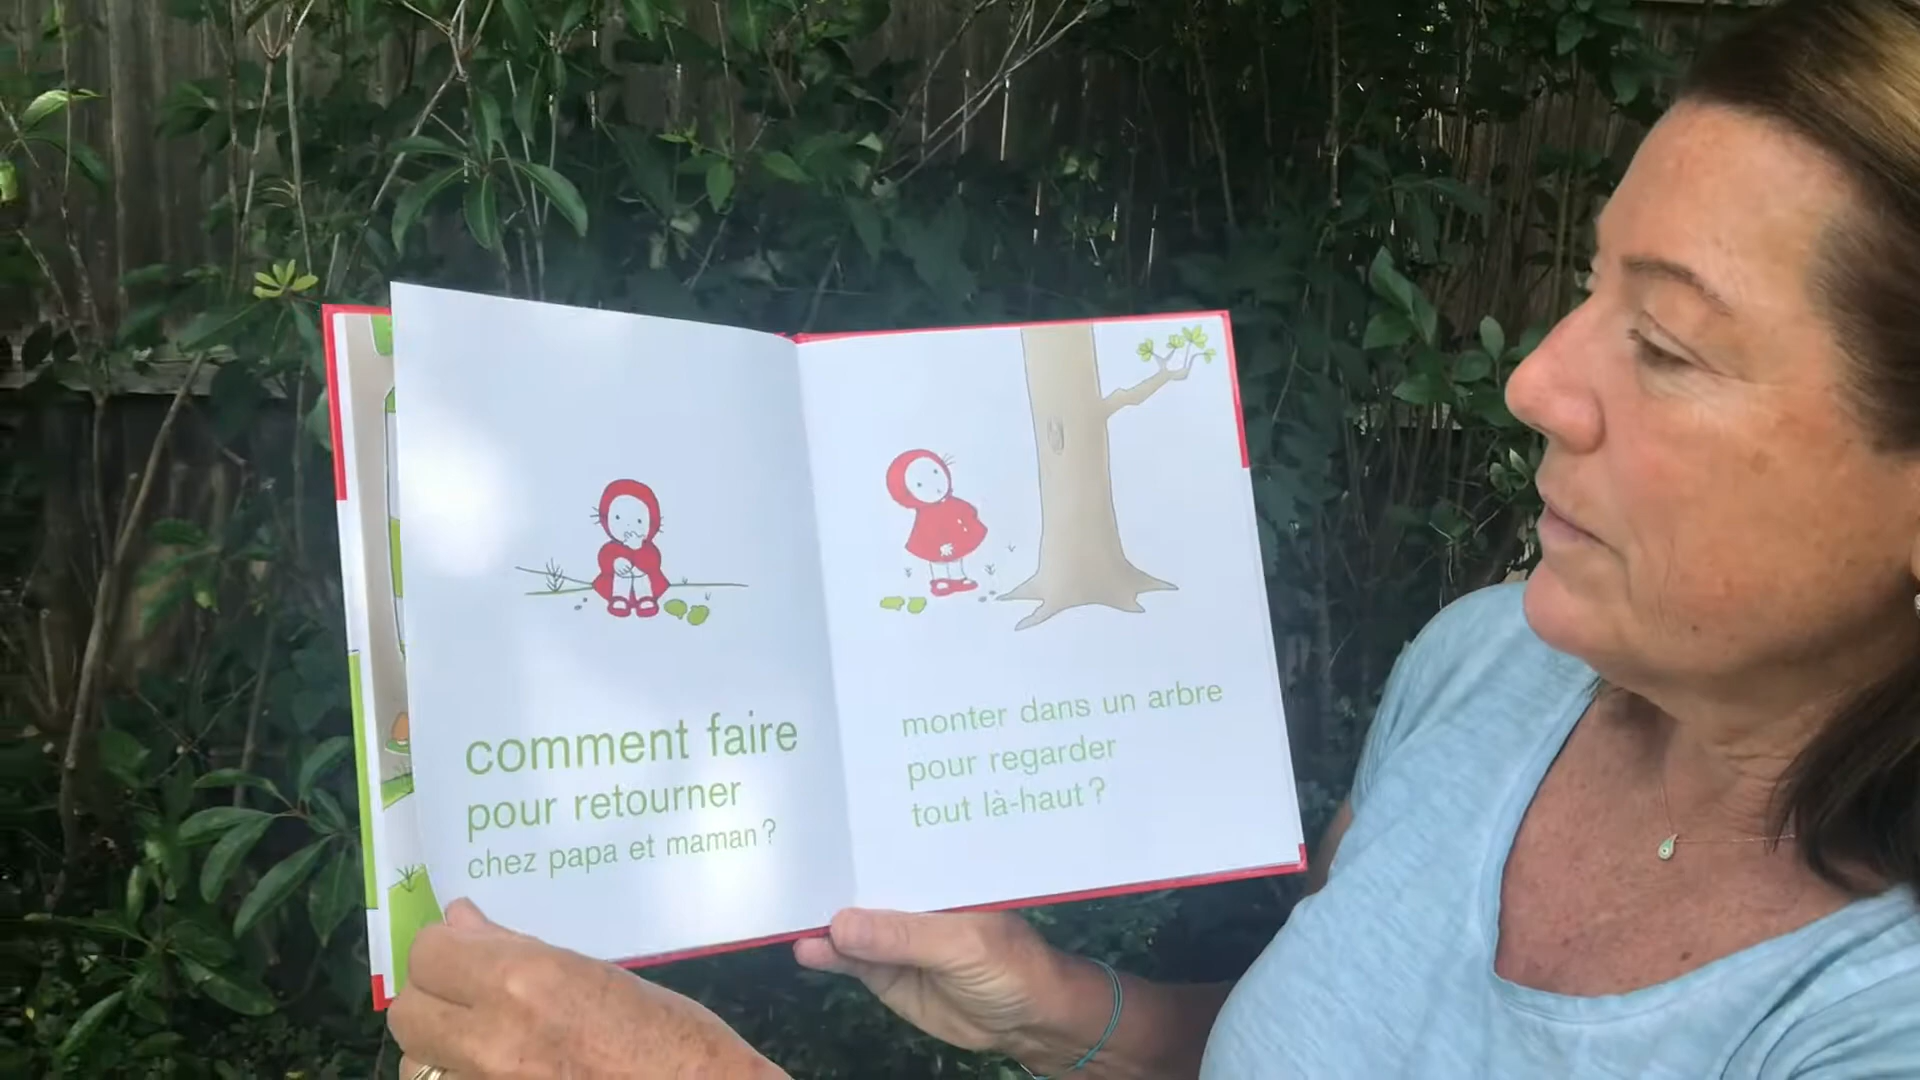 comment faire
pour retourner
chez papa et maman ?
monter dans un arbre
pour regarder
tout là-haut ?